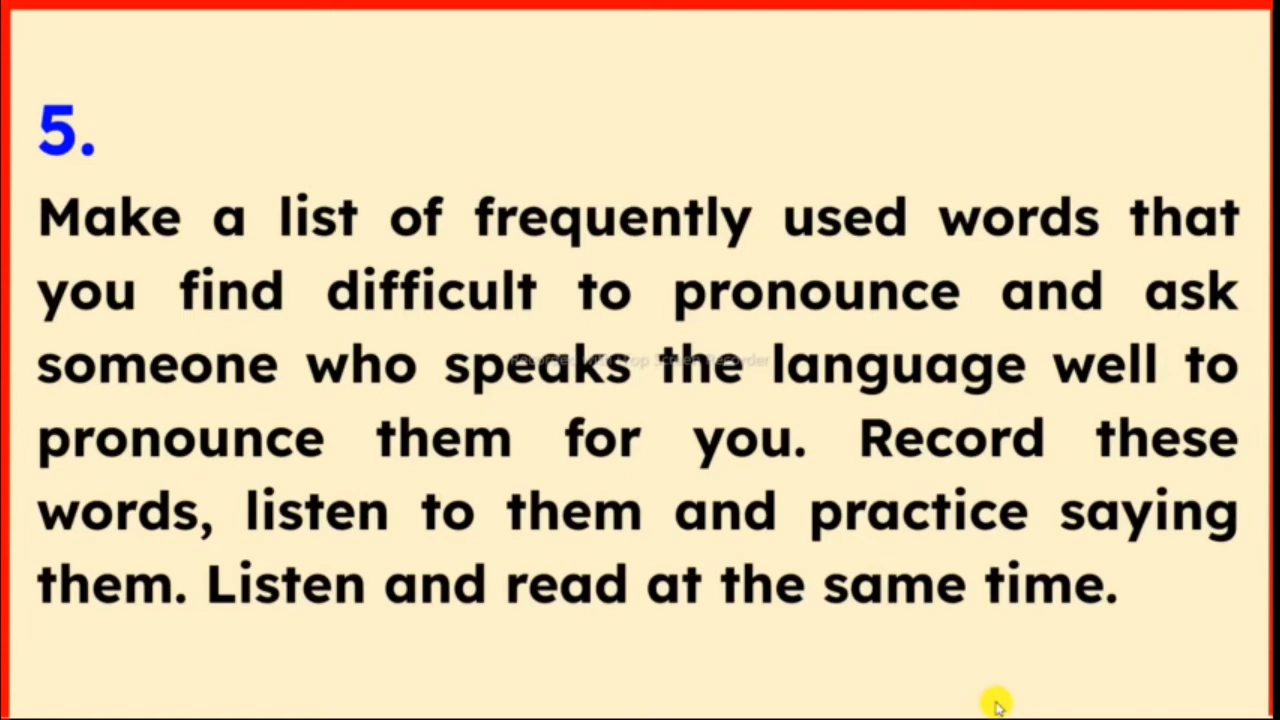 5.
Make a list of frequently used words that
you find difficult to pronounce and ask
someone who speaks the language well to
pronounce them for you. Record these
words, listen to them and practice saying
them. Listen and read at the same time.